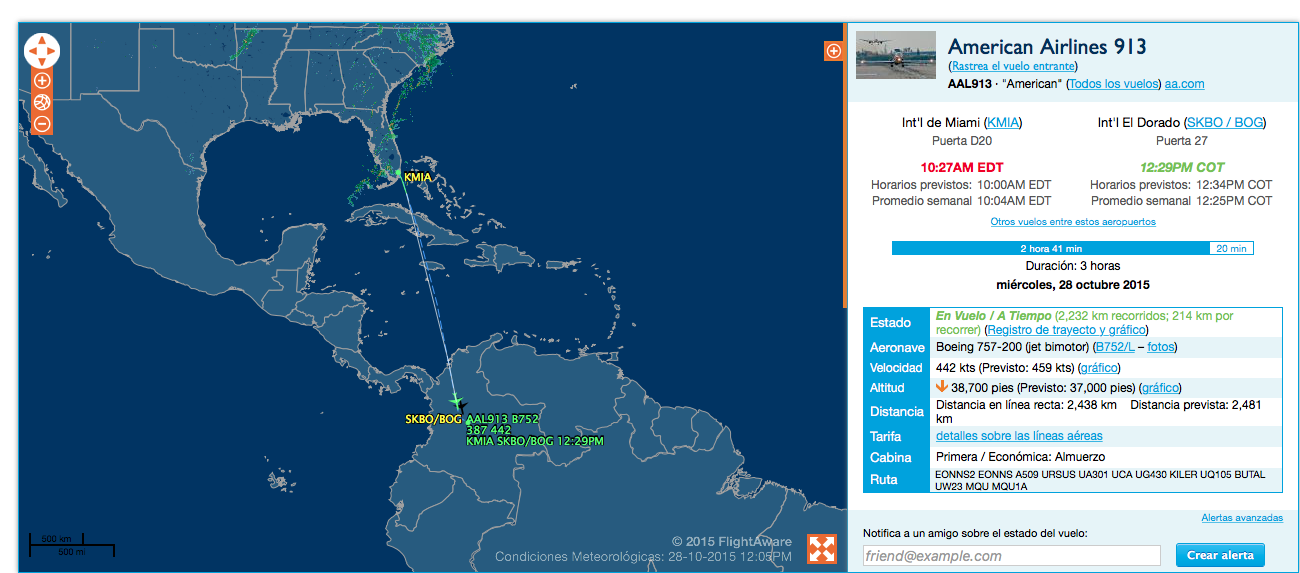 KMIA
SKBO/BOG
AAL913 B752
387 442
KMIA SKBO/BOG 12:29PM
500 km
500 mi
© 2015 FlightAware
Condiciones Meteorológicas: 28-10-2015 12:05PM
American Airlines 913
(Rastrea el vuelo entrante)
AAL913 · "American" (Todos los vuelos) aa.com
Int'l de Miami (KMIA)
Puerta D20
10:27AM EDT
Horarios previstos: 10:00AM EDT
Promedio semanal 10:04AM EDT
Int'l El Dorado (SKBO / BOG)
Puerta 27
12:29PM COT
Horarios previstos: 12:34PM COT
Promedio semanal 12:25PM COT
Otros vuelos entre estos aeropuertos
2 hora 41 min 20 min
Duración: 3 horas
miércoles, 28 octubre 2015
Estado En Vuelo / A Tiempo (2,232 km recorridos; 214 km por
recorrer) (Registro de trayecto y gráfico)
Aeronave Boeing 757-200 (jet bimotor) (B752/L – fotos)
Velocidad 442 kts (Previsto: 459 kts) (gráfico)
Altitud 38,700 pies (Previsto: 37,000 pies) (gráfico)
Distancia Distancia en línea recta: 2,438 km Distancia prevista: 2,481
km
Tarifa detalles sobre las líneas aéreas
Cabina Primera / Económica: Almuerzo
Ruta EONNS2 EONNS A509 URSUS UA301 UCA UG430 KILER UQ105 BUTAL
UW23 MQU MQU1A
Alertas avanzadas
Notifica a un amigo sobre el estado del vuelo:
friend@example.com Crear alerta